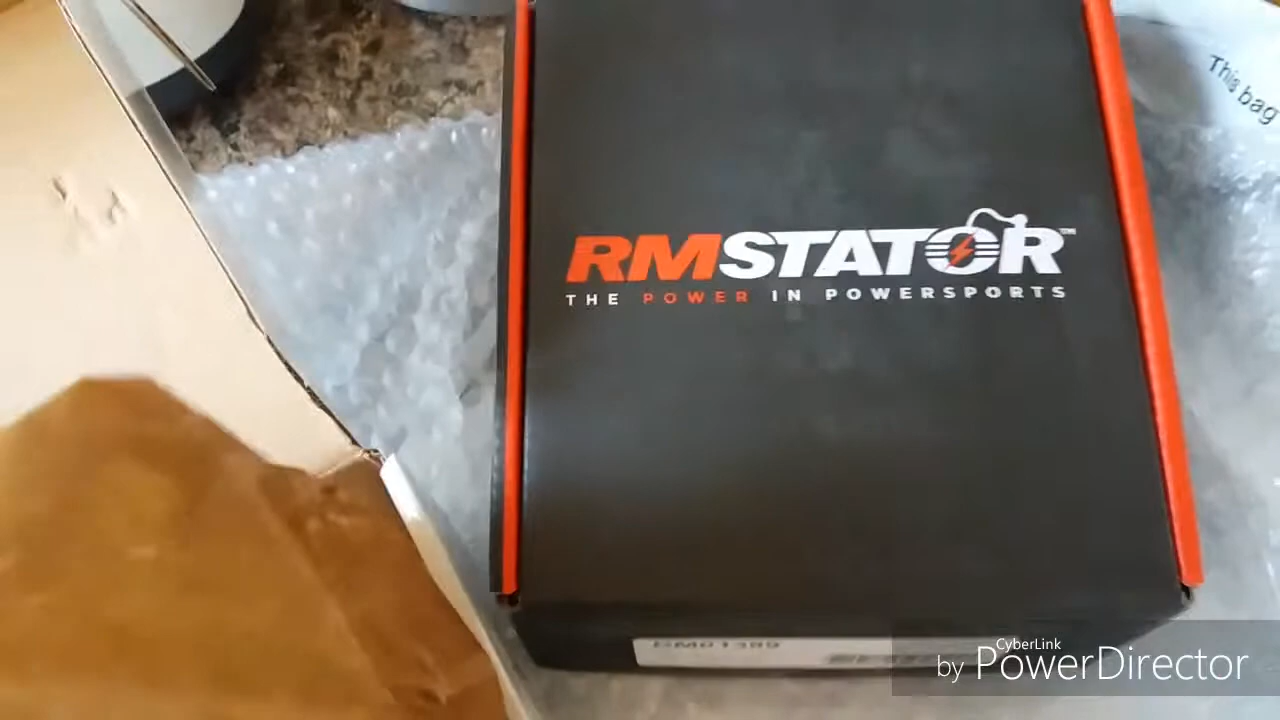 This bag
RMSTATOR™
THE POWER IN POWERSPORTS
CyberLink
by PowerDirector